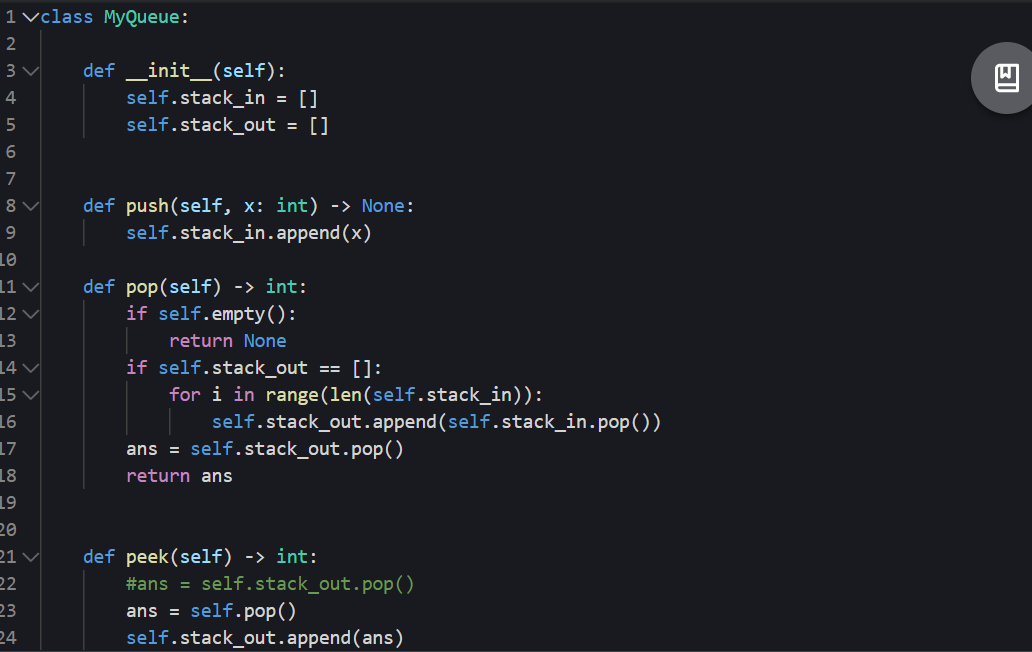 1 class MyQueue:
2
3     def __init__(self):
4         self.stack_in = []
5         self.stack_out = []
6
7
8     def push(self, x: int) -> None:
9         self.stack_in.append(x)
10
11     def pop(self) -> int:
12         if self.empty():
13             return None
14         if self.stack_out == []:
15             for i in range(len(self.stack_in)):
16                 self.stack_out.append(self.stack_in.pop())
17         ans = self.stack_out.pop()
18         return ans
19
20
21     def peek(self) -> int:
22         #ans = self.stack_out.pop()
23         ans = self.pop()
24         self.stack_out.append(ans)